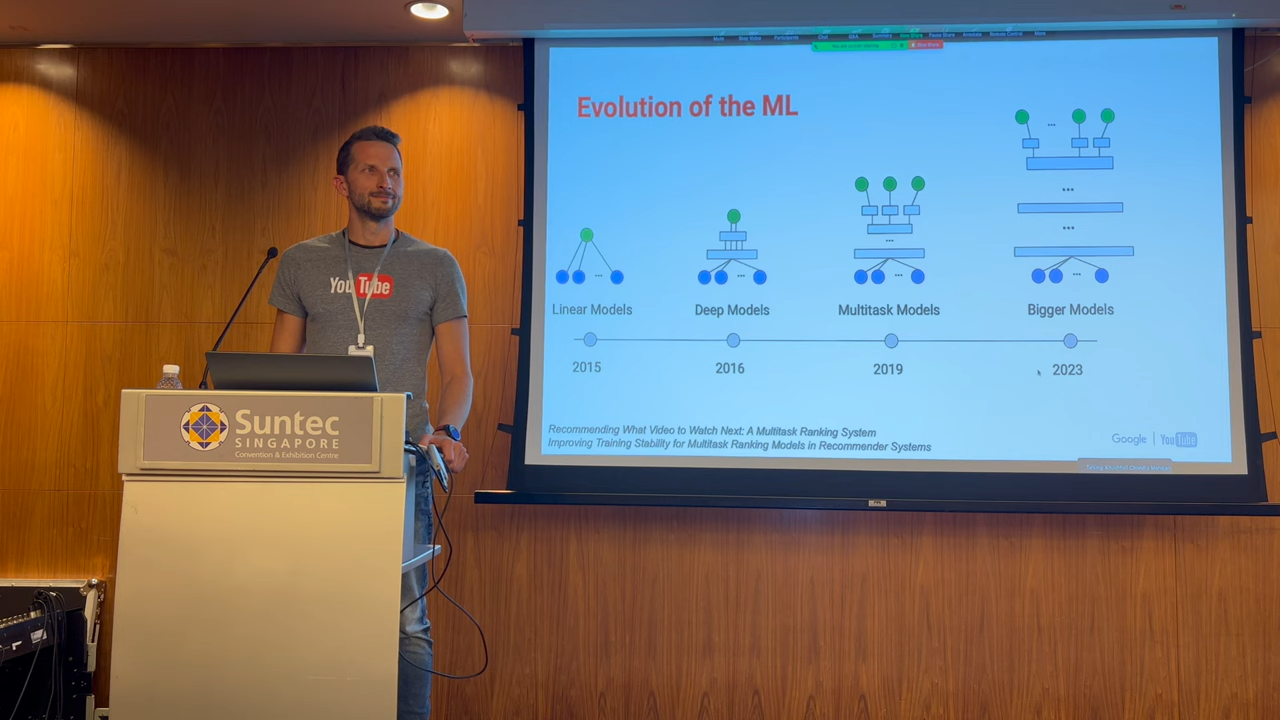 Evolution of the ML
Linear Models
Deep Models
Multitask Models
Bigger Models
2015
2016
2019
2023
Recommending What Video to Watch Next: A Multitask Ranking System
Improving Training Stability for Multitask Ranking Models in Recommender Systems
Google | YouTube
YouTube
Suntec
SINGAPORE
Convention & Exhibition Centre